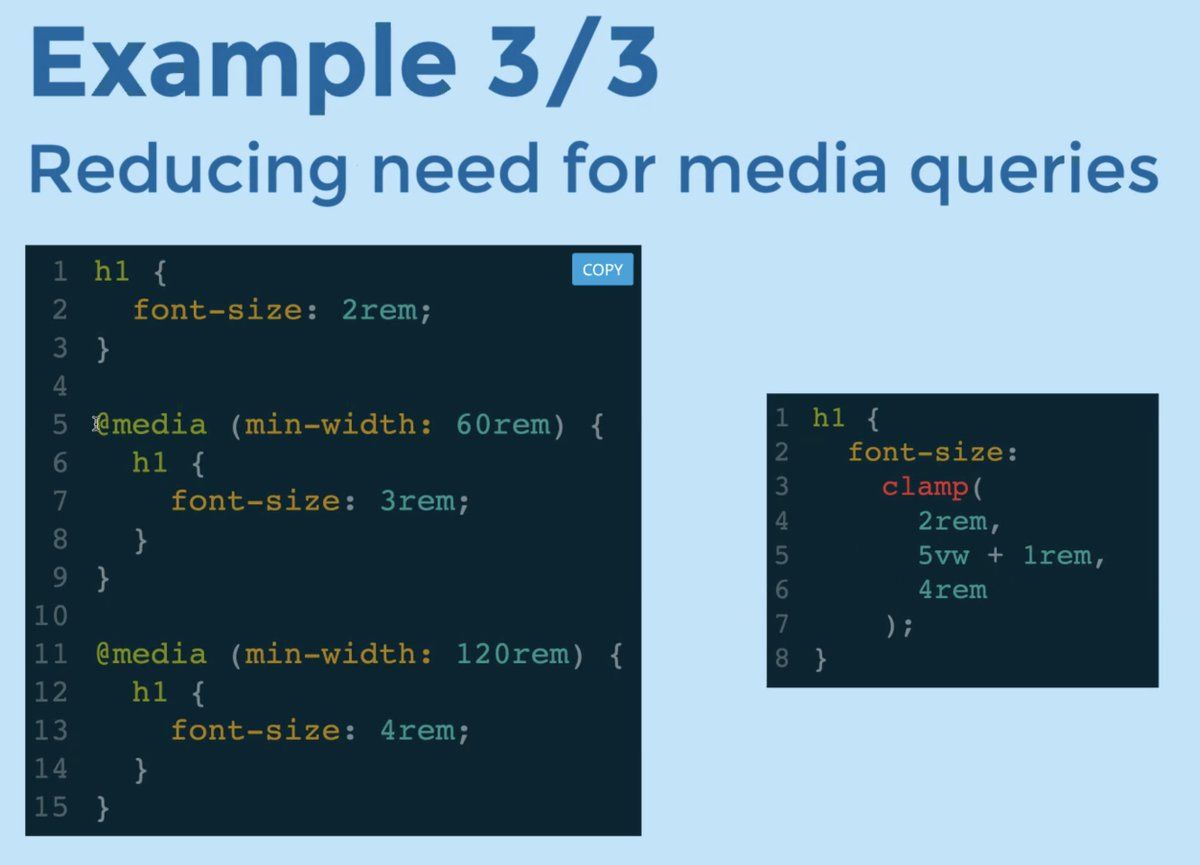 Example 3/3
Reducing need for media queries
COPY
1 h1 {
2   font-size: 2rem;
3 }
4
5 @media (min-width: 60rem) {
6   h1 {
7     font-size: 3rem;
8   }
9 }
10
11 @media (min-width: 120rem) {
12   h1 {
13     font-size: 4rem;
14   }
15 }
1 h1 {
2   font-size:
3     clamp(
4       2rem,
5       5vw + 1rem,
6       4rem
7     );
8 }